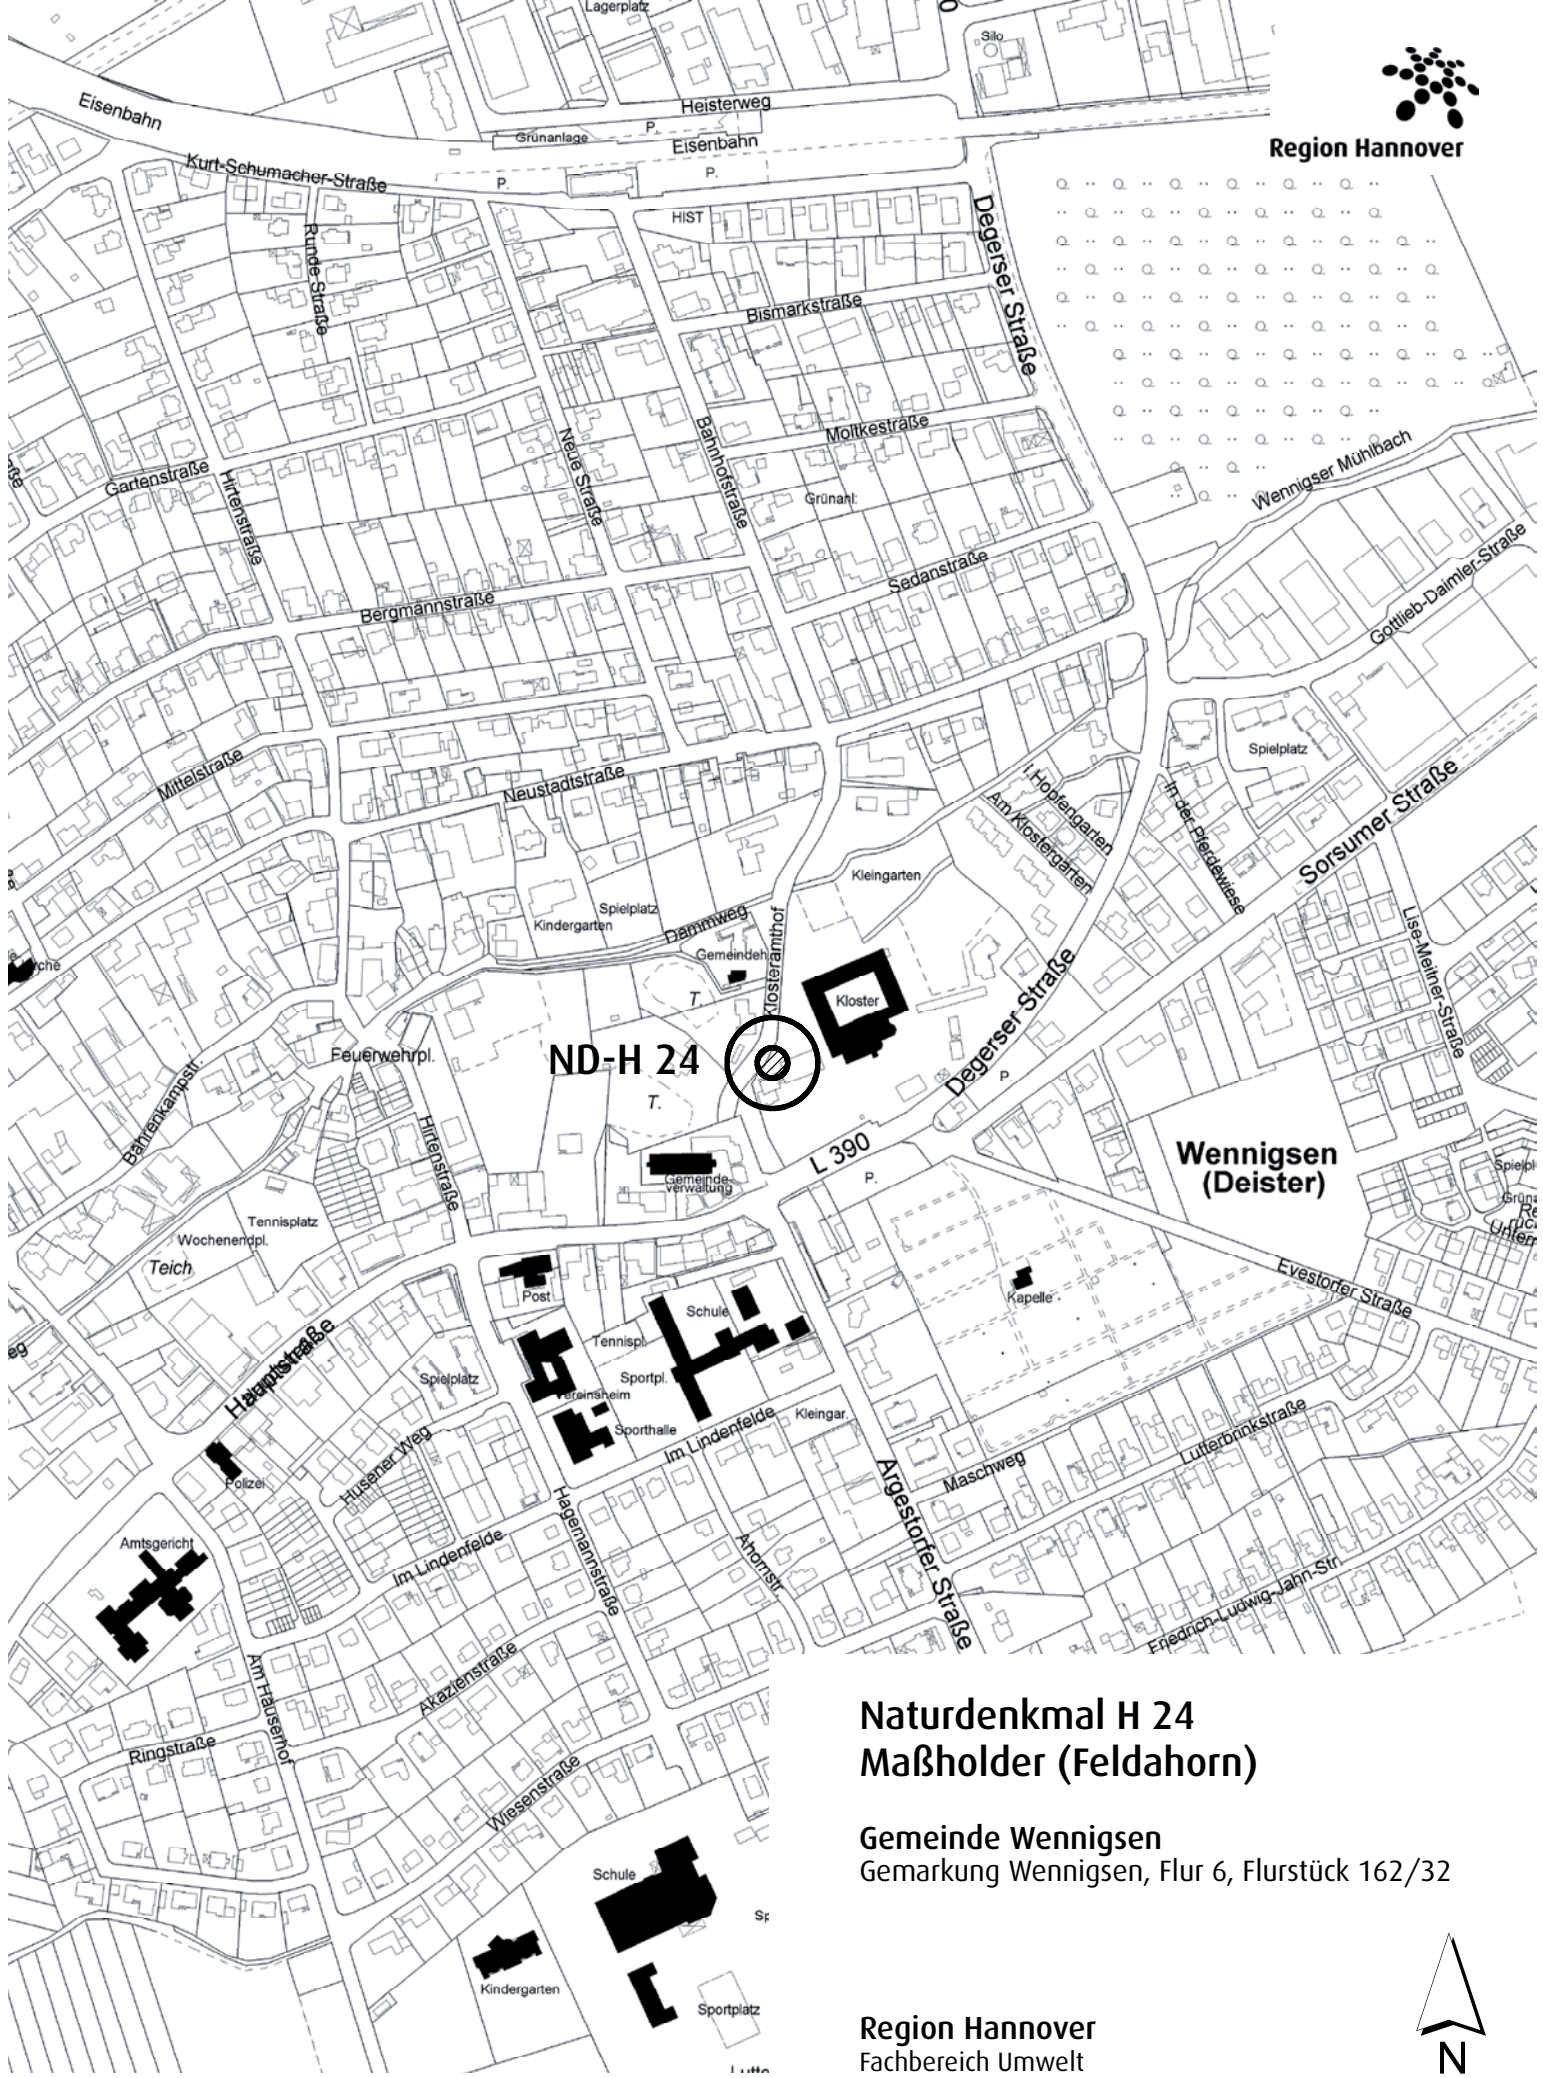 Lagerplatz
Silo
Eisenbahn
Heisterweg
P.
Grünanlage
Eisenbahn
Region Hannover
Kurt-Schumacher-Straße
P.
P.
HIST
Degerser Straße
Runde Straße
Bismarkstraße
Moltkestraße
Bahnhofstraße
Neue Straße
Gartenstraße
Hirtenstraße
Grünanl.
Wennigser Mühlbach
Sedanstraße
Gottlieb-Daimler-Straße
Bergmannstraße
Mittelstraße
Neustadtstraße
Spielplatz
I. Hopfengarten
Am Klostergarten
In der Pferdewiese
Sorsumer Straße
Kleingarten
Spielplatz
Kindergarten
Dammweg
Klosteramthof
Gemeindeh.
Lise-Meitner-Straße
Kloster
T.
Degerser Straße
ND-H 24
Feuerwehrpl.
P
T.
Bährenkampstr.
Hirtenstraße
L 390
P.
Wennigsen
(Deister)
Gemeinde-
verwaltung
Tennisplatz
Wochenendpl.
Teich
Evestorfer Straße
Post
Kapelle
Schule
Tennispl.
Hauptstraße
Spielplatz
Sportpl.
Vereinsheim
Sporthalle
Im Lindenfelde
Kleingar.
Lutterbrinkstraße
Maschweg
Husener Weg
Polizei
Argestorfer Straße
Hagemannstraße
Amtsgericht
Im Lindenfelde
Ahornstr.
Friedrich-Ludwig-Jahn-Str.
Akazienstraße
Am Häuserhof
Ringstraße
Wiesenstraße
Naturdenkmal H 24
Maßholder (Feldahorn)
Gemeinde Wennigsen
Gemarkung Wennigsen, Flur 6, Flurstück 162/32
Schule
Kindergarten
Sportplatz
Region Hannover
Fachbereich Umwelt
N